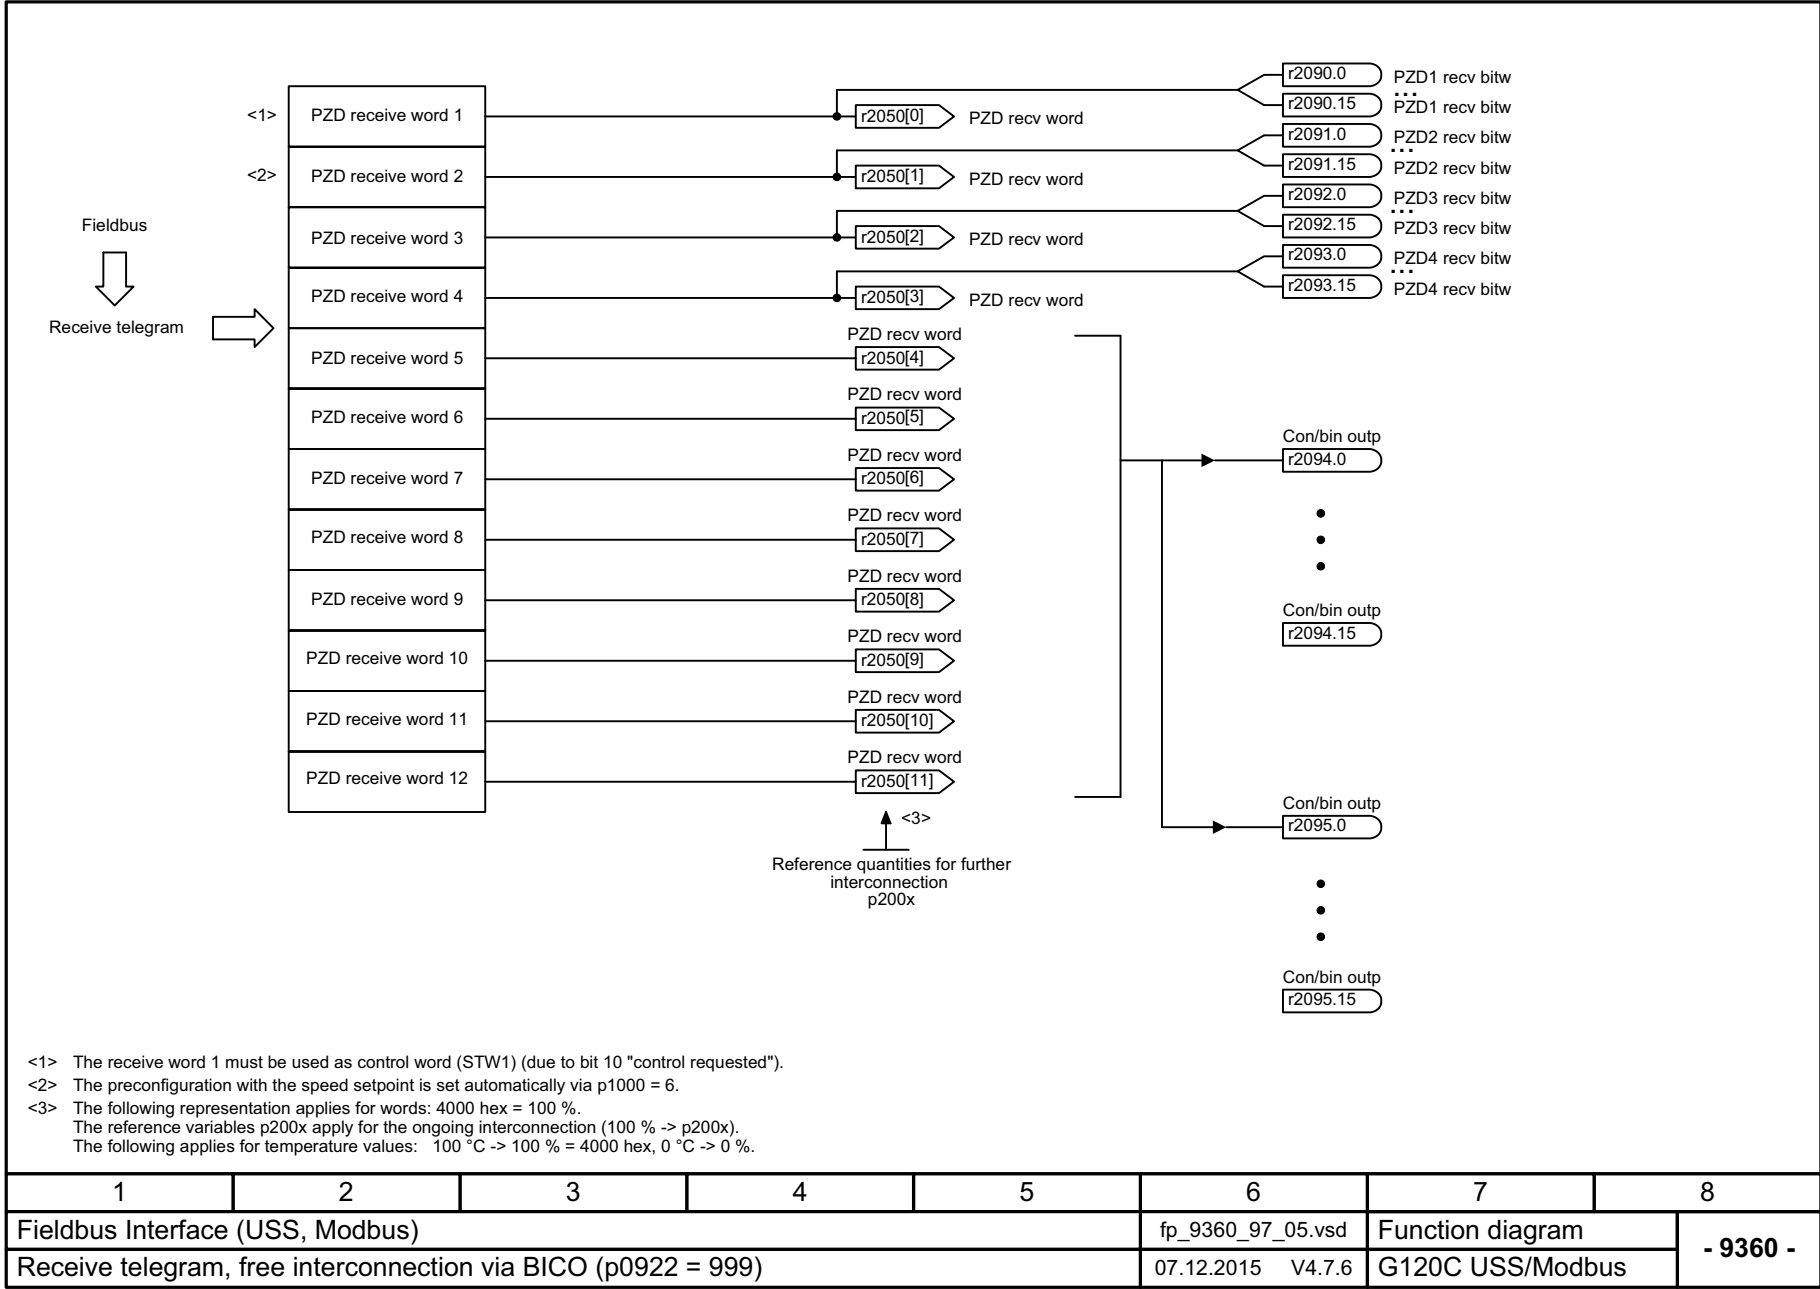 r2090.0
PZD1 recv bitw
...
<1>
PZD receive word 1
r2050[0]
PZD recv word
r2090.15
PZD1 recv bitw
r2091.0
PZD2 recv bitw
...
<2>
PZD receive word 2
r2050[1]
PZD recv word
r2091.15
PZD2 recv bitw
r2092.0
PZD3 recv bitw
...
Fieldbus
PZD receive word 3
r2050[2]
PZD recv word
r2092.15
PZD3 recv bitw
r2093.0
PZD4 recv bitw
...
PZD receive word 4
r2050[3]
PZD recv word
r2093.15
PZD4 recv bitw
Receive telegram
PZD recv word
PZD receive word 5
r2050[4]
PZD recv word
PZD receive word 6
r2050[5]
Con/bin outp
r2094.0
PZD recv word
PZD receive word 7
r2050[6]
PZD recv word
PZD receive word 8
r2050[7]
PZD recv word
PZD receive word 9
r2050[8]
Con/bin outp
r2094.15
PZD recv word
PZD receive word 10
r2050[9]
PZD recv word
PZD receive word 11
r2050[10]
PZD recv word
PZD receive word 12
r2050[11]
Con/bin outp
r2095.0
<3>
Reference quantities for further
interconnection
p200x
Con/bin outp
r2095.15
<1> The receive word 1 must be used as control word (STW1) (due to bit 10 "control requested").
<2> The preconfiguration with the speed setpoint is set automatically via p1000 = 6.
<3> The following representation applies for words: 4000 hex = 100 %.
The reference variables p200x apply for the ongoing interconnection (100 % -> p200x).
The following applies for temperature values: 100 °C -> 100 % = 4000 hex, 0 °C -> 0 %.
1 2 3 4 5 6 7 8
Fieldbus Interface (USS, Modbus)
fp_9360_97_05.vsd
Function diagram
- 9360 -
Receive telegram, free interconnection via BICO (p0922 = 999)
07.12.2015 V4.7.6
G120C USS/Modbus